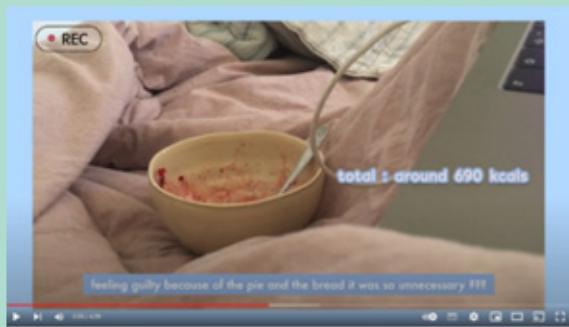 REC
total : around 690 kcals
feeling guilty because of the pie and the bread it was so unnecessary !!!!